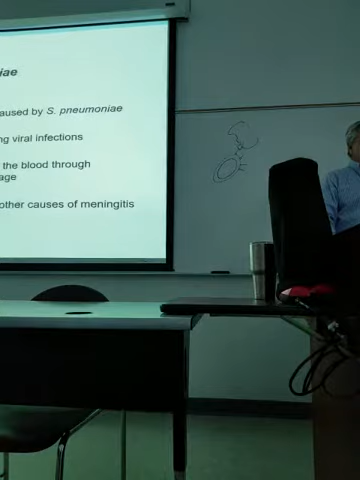 iae
aused by S. pneumoniae
ng viral infections
the blood through
age
other causes of meningitis